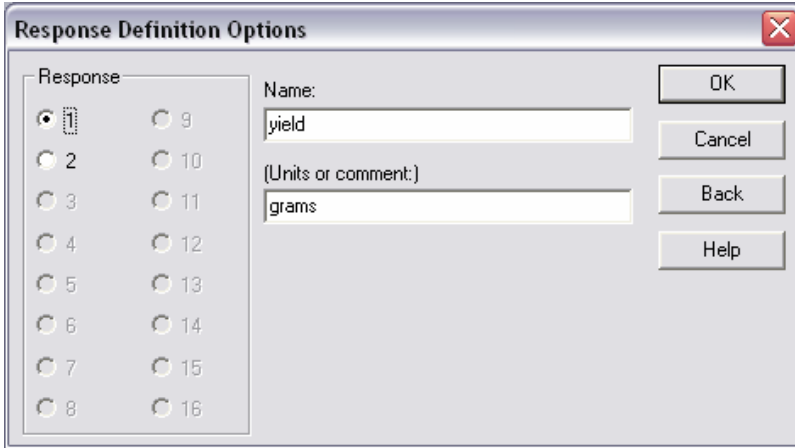 Response Definition Options
Response
1
9
2
10
3
11
4
12
5
13
6
14
7
15
8
16
Name:
yield
(Units or comment:)
grams
OK
Cancel
Back
Help